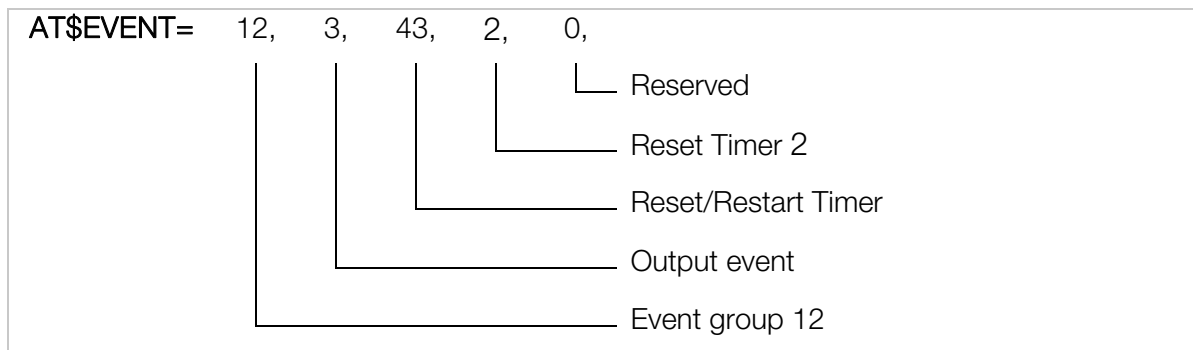 AT$EVENT= 12, 3, 43, 2, 0,
Reserved
Reset Timer 2
Reset/Restart Timer
Output event
Event group 12